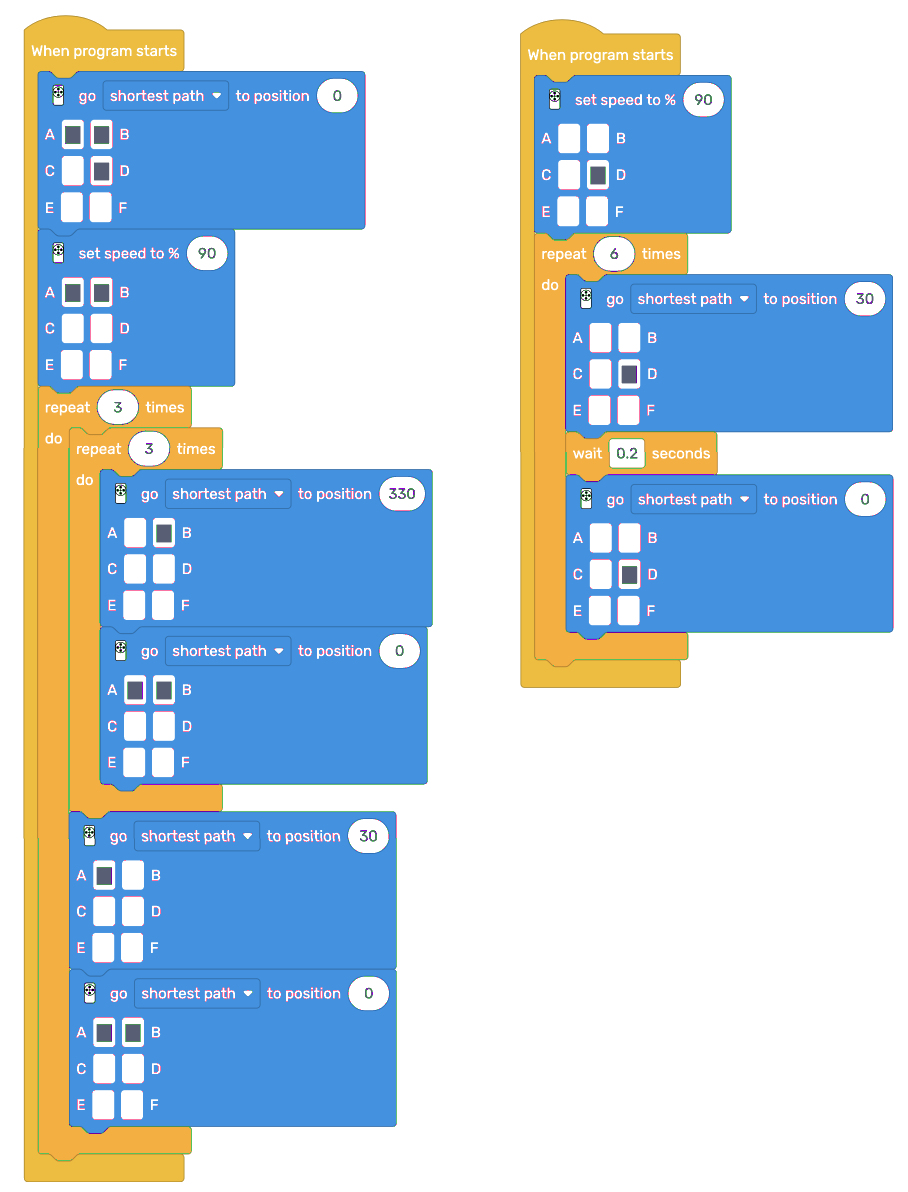 When program starts
go shortest path to position 0
A B
C D
E F
set speed to % 90
A B
C D
E F
repeat 3 times
do
repeat 3 times
do
go shortest path to position 330
A B
C D
E F
go shortest path to position 0
A B
C D
E F
go shortest path to position 30
A B
C D
E F
go shortest path to position 0
A B
C D
E F
When program starts
set speed to % 90
A B
C D
E F
repeat 6 times
do
go shortest path to position 30
A B
C D
E F
wait 0.2 seconds
go shortest path to position 0
A B
C D
E F